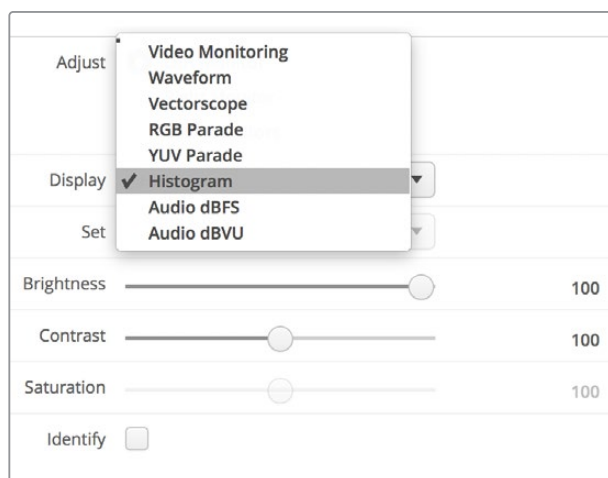 Adjust
Video Monitoring
Waveform
Vectorscope
RGB Parade
YUV Parade
Display ✓ Histogram
Audio dBFS
Set Audio dBVU
Brightness 100
Contrast 100
Saturation 100
Identify